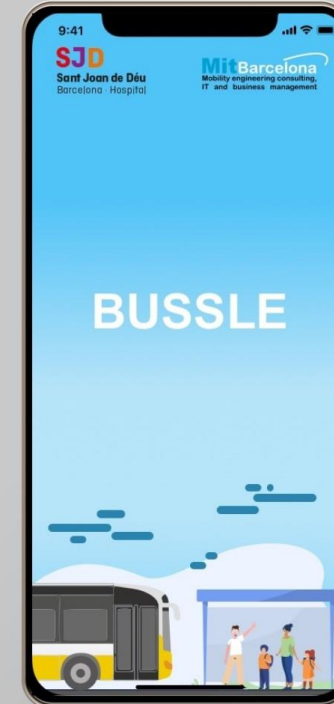 9:41
SJD
Sant Joan de Déu
Barcelona · Hospital
MitBarcelona
Mobility engineering consulting,
IT and business management
BUSSLE